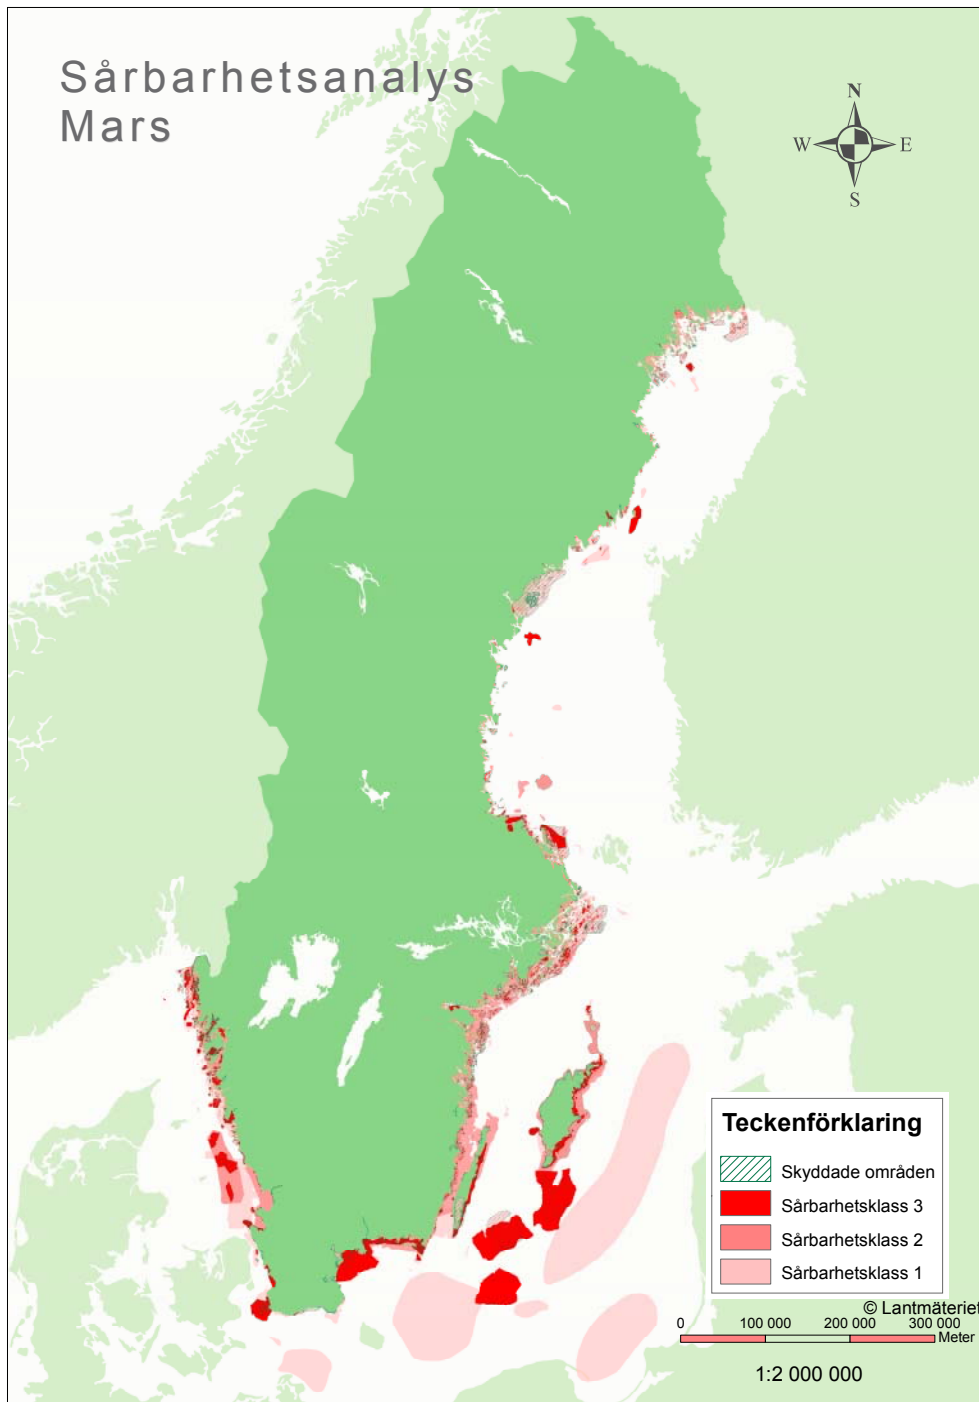 Sårbarhetsanalys
Mars
N
W E
S
Teckenförklaring
Skyddade områden
Sårbarhetsklass 3
Sårbarhetsklass 2
Sårbarhetsklass 1
© Lantmäteriet
0 100 000 200 000 300 000
Meter
1:2 000 000